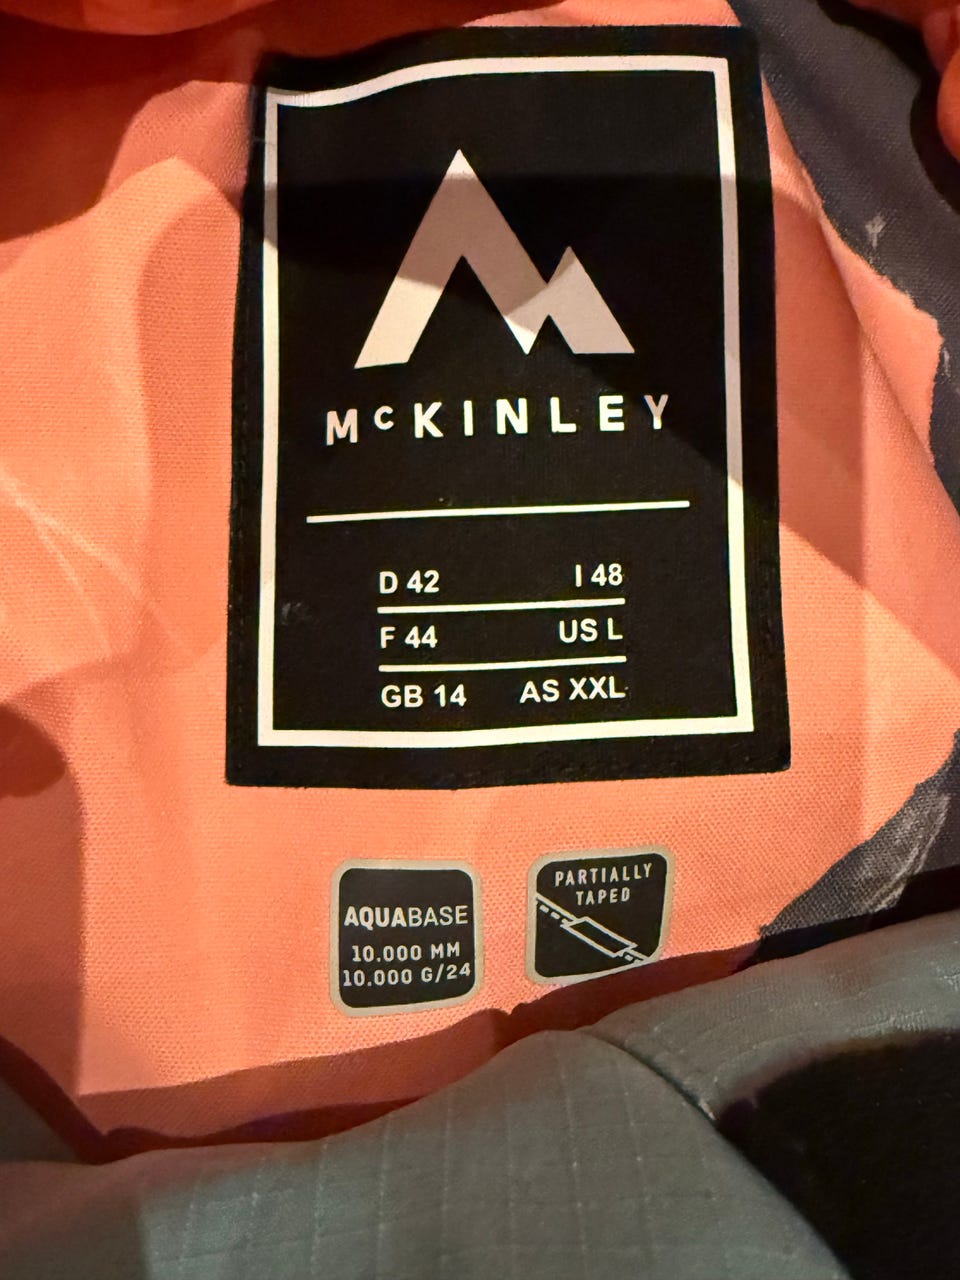 McKINLEY
D 42 I 48
F 44 US L
GB 14 AS XXL
AQUABASE
10.000 MM
10.000 G/24
PARTIALLY
TAPED